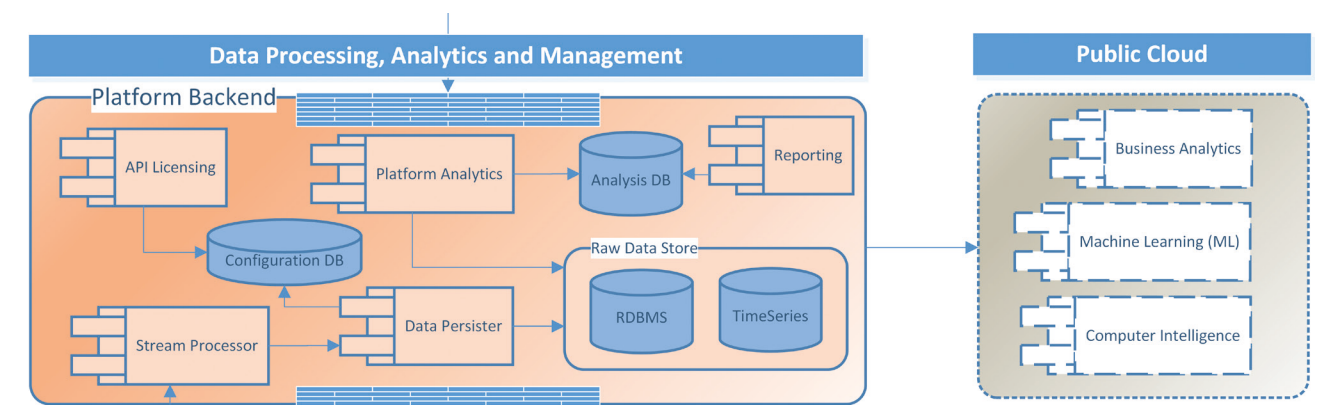 Data Processing, Analytics and Management
Public Cloud
Platform Backend
API Licensing
Platform Analytics
Analysis DB
Reporting
Business Analytics
Configuration DB
Raw Data Store
Machine Learning (ML)
RDBMS
TimeSeries
Stream Processor
Data Persister
Computer Intelligence